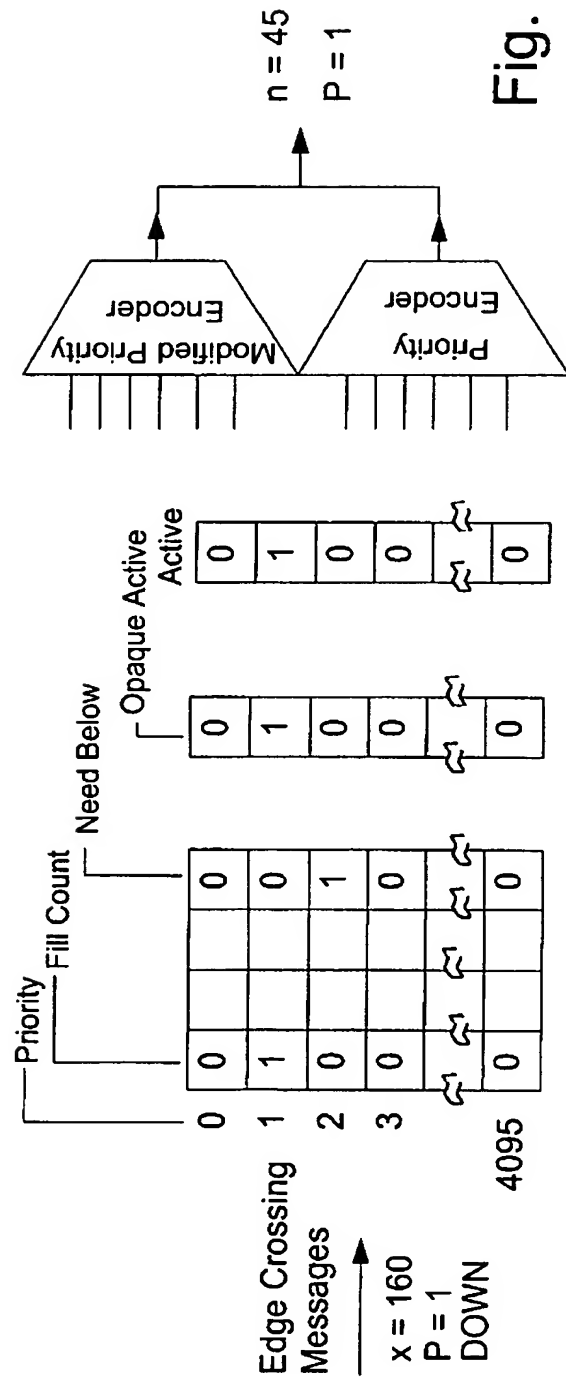 Priority
Fill Count
Need Below
Opaque Active
Active
Edge Crossing
Messages
x = 160
P = 1
DOWN
0 0 0 0 0
1 1 0 1 1
2 0 1 0 0
3 0 0 0 0
4095 0 0 0 0
Modified Priority
Encoder
Priority
Encoder
n = 45
P = 1
Fig.